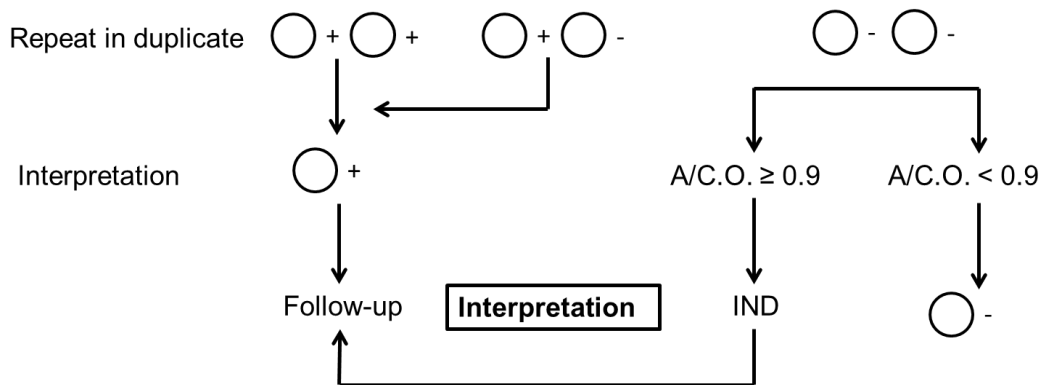 Repeat in duplicate + + + - - -
Interpretation + A/C.O. ≥ 0.9 A/C.O. < 0.9
Follow-up Interpretation IND -